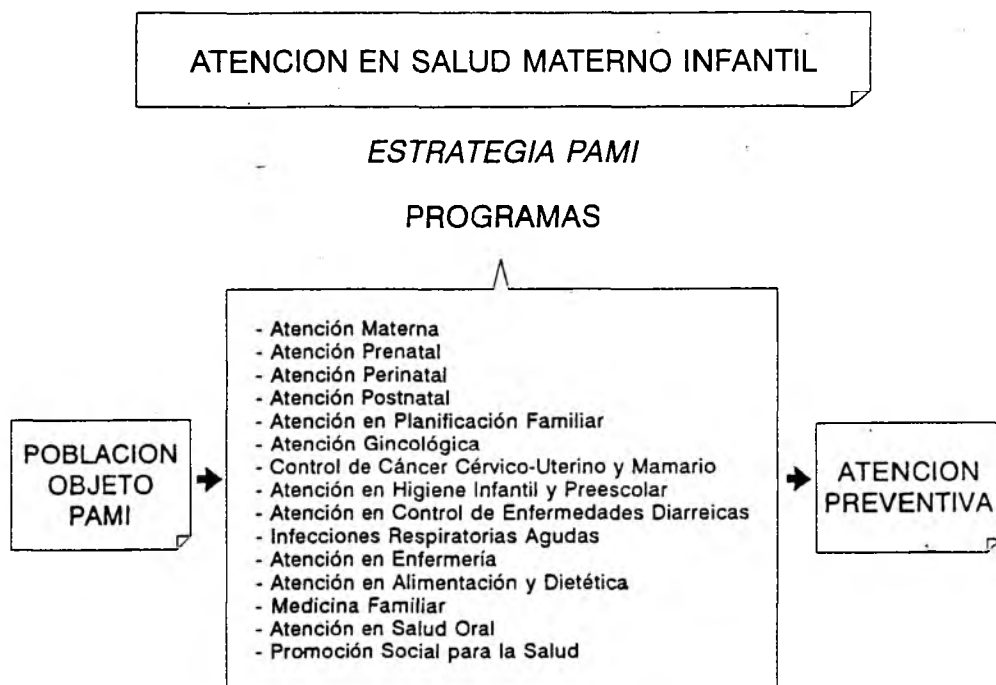 ATENCION EN SALUD MATERNO INFANTIL
ESTRATEGIA PAMI
PROGRAMAS
POBLACION
OBJETO
PAMI
- Atención Materna
- Atención Prenatal
- Atención Perinatal
- Atención Postnatal
- Atención en Planificación Familiar
- Atención Gincológica
- Control de Cáncer Cérvico-Uterino y Mamario
- Atención en Higiene Infantil y Preescolar
- Atención en Control de Enfermedades Diarreicas
- Infecciones Respiratorias Agudas
- Atención en Enfermería
- Atención en Alimentación y Dietética
- Medicina Familiar
- Atención en Salud Oral
- Promoción Social para la Salud
ATENCION
PREVENTIVA